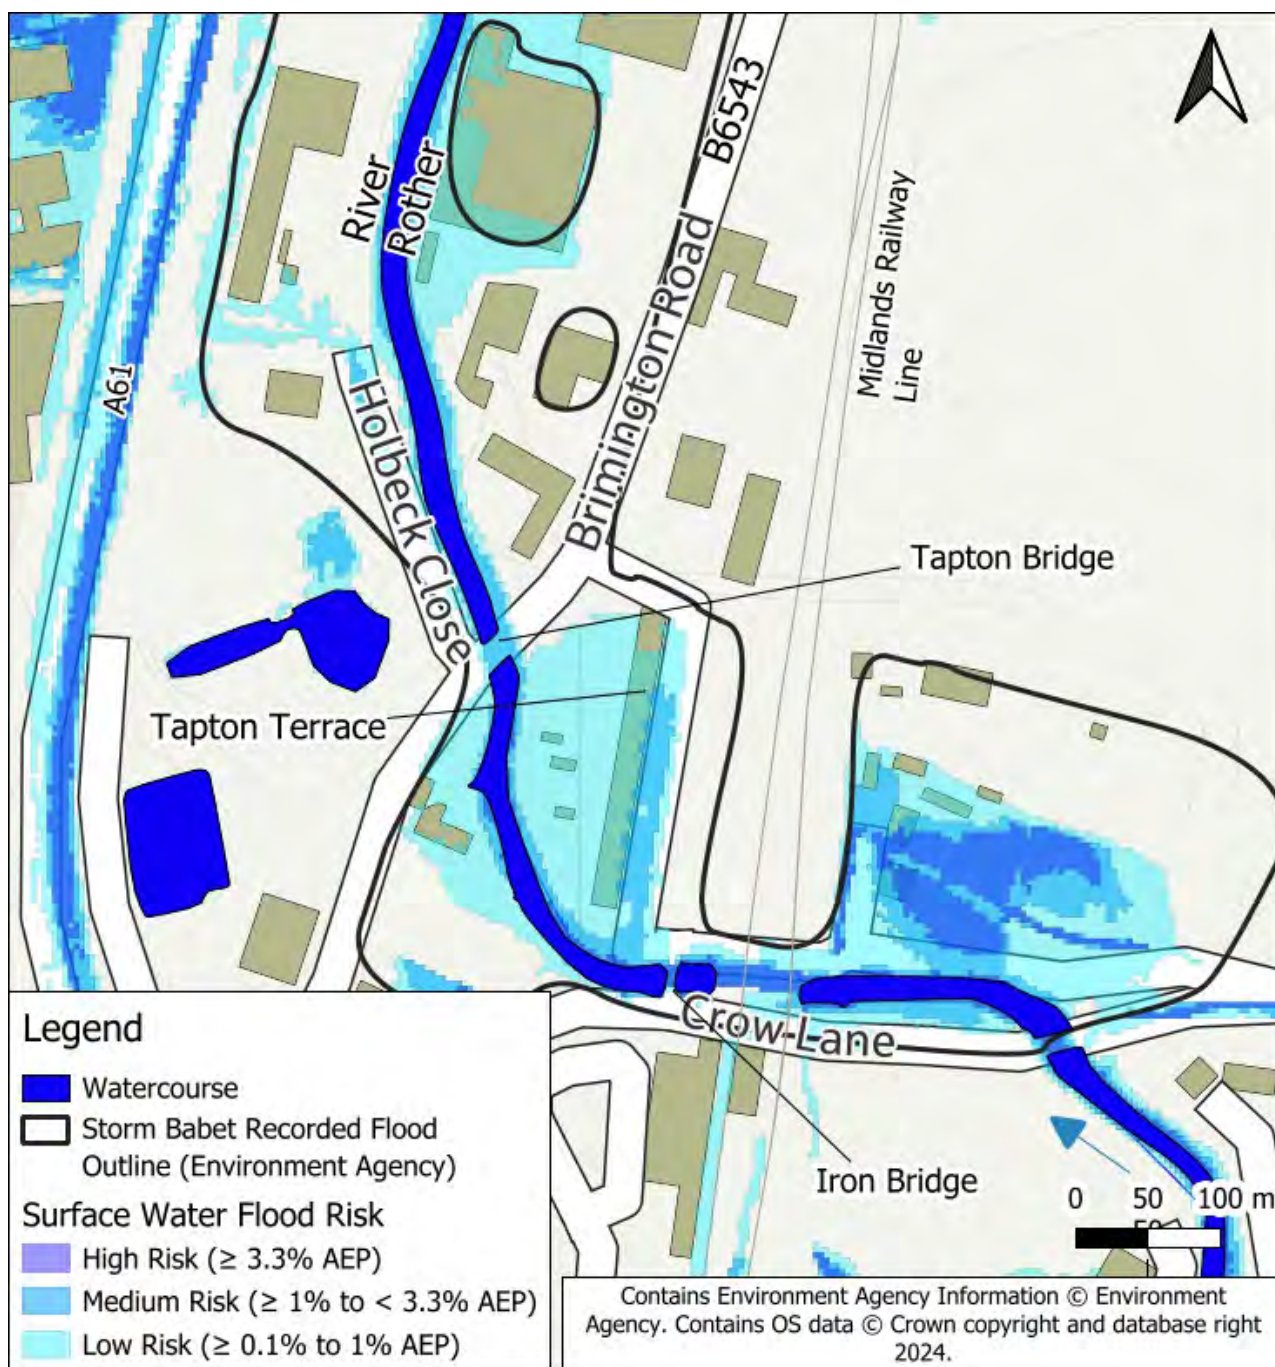 B6543
River
Rother
Brimington Road
Midlands Railway
Line
A61
Holbeck Close
Tapton Bridge
Tapton Terrace
Crow Lane
Iron Bridge
0 50 100 m
Legend
Watercourse
Storm Babet Recorded Flood
Outline (Environment Agency)
Surface Water Flood Risk
High Risk (≥ 3.3% AEP)
Medium Risk (≥ 1% to < 3.3% AEP)
Low Risk (≥ 0.1% to 1% AEP)
Contains Environment Agency Information © Environment
Agency. Contains OS data © Crown copyright and database right
2024.